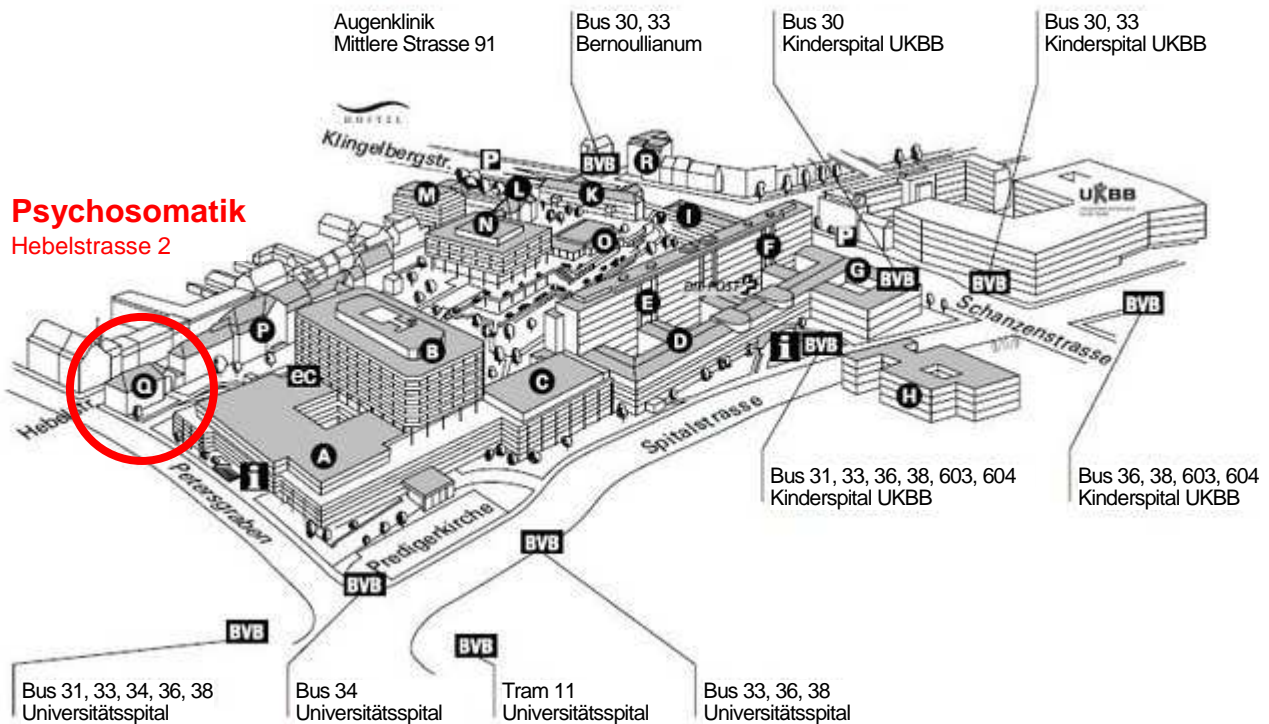 Augenklinik
Mittlere Strasse 91
Bus 30, 33
Bernoullianum
Bus 30
Kinderspital UKBB
Bus 30, 33
Kinderspital UKBB
Klingelbergstr.
P
BVB
R
M
L
K
N
O
I
UKBB
Psychosomatik
Hebelstrasse 2
F
P
G
BVB
BVB
BVB
E
DIE POST
D
Schanzenstrasse
P
B
i
BVB
Q
ec
C
H
Hebelstr.
A
Spitalstrasse
i
Petersgraben
Predigerkirche
Bus 31, 33, 36, 38, 603, 604
Kinderspital UKBB
Bus 36, 38, 603, 604
Kinderspital UKBB
BVB
BVB
BVB
BVB
Bus 31, 33, 34, 36, 38
Universitätsspital
Bus 34
Universitätsspital
Tram 11
Universitätsspital
Bus 33, 36, 38
Universitätsspital